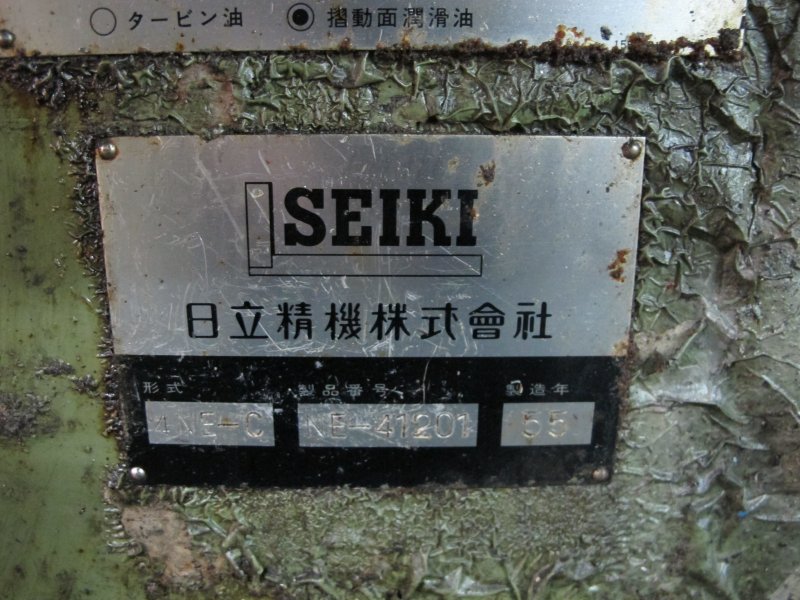 ○ タービン油 ◉ 摺動面潤滑油
SEIKI
日立精機株式會社
形式 製品番号 製造年
4NE-C NE-41201 55